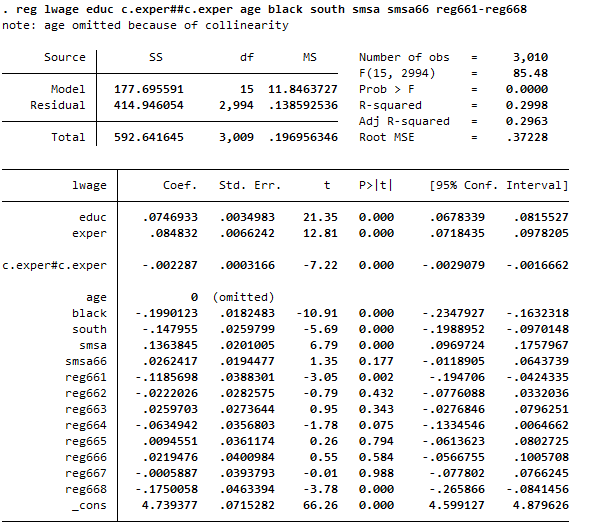 . reg lwage educ c.exper##c.exper age black south smsa smsa66 reg661-reg668
note: age omitted because of collinearity
Source SS df MS Number of obs = 3,010
F(15, 2994) = 85.48
Model 177.695591 15 11.8463727 Prob > F = 0.0000
Residual 414.946054 2,994 .138592536 R-squared = 0.2998
Adj R-squared = 0.2963
Total 592.641645 3,009 .196956346 Root MSE = .37228
lwage Coef. Std. Err. t P>|t| [95% Conf. Interval]
educ .0746933 .0034983 21.35 0.000 .0678339 .0815527
exper .084832 .0066242 12.81 0.000 .0718435 .0978205
c.exper#c.exper -.002287 .0003166 -7.22 0.000 -.0029079 -.0016662
age 0 (omitted)
black -.1990123 .0182483 -10.91 0.000 -.2347927 -.1632318
south -.147955 .0259799 -5.69 0.000 -.1988952 -.0970148
smsa .1363845 .0201005 6.79 0.000 .0969724 .1757967
smsa66 .0262417 .0194477 1.35 0.177 -.0118905 .0643739
reg661 -.1185698 .0388301 -3.05 0.002 -.194706 -.0424335
reg662 -.0222026 .0282575 -0.79 0.432 -.0776088 .0332036
reg663 .0259703 .0273644 0.95 0.343 -.0276846 .0796251
reg664 -.0634942 .0356803 -1.78 0.075 -.1334546 .0064662
reg665 .0094551 .0361174 0.26 0.794 -.0613623 .0802725
reg666 .0219476 .0400984 0.55 0.584 -.0566755 .1005708
reg667 -.0005887 .0393793 -0.01 0.988 -.077802 .0766245
reg668 -.1750058 .0463394 -3.78 0.000 -.265866 -.0841456
_cons 4.739377 .0715282 66.26 0.000 4.599127 4.879626